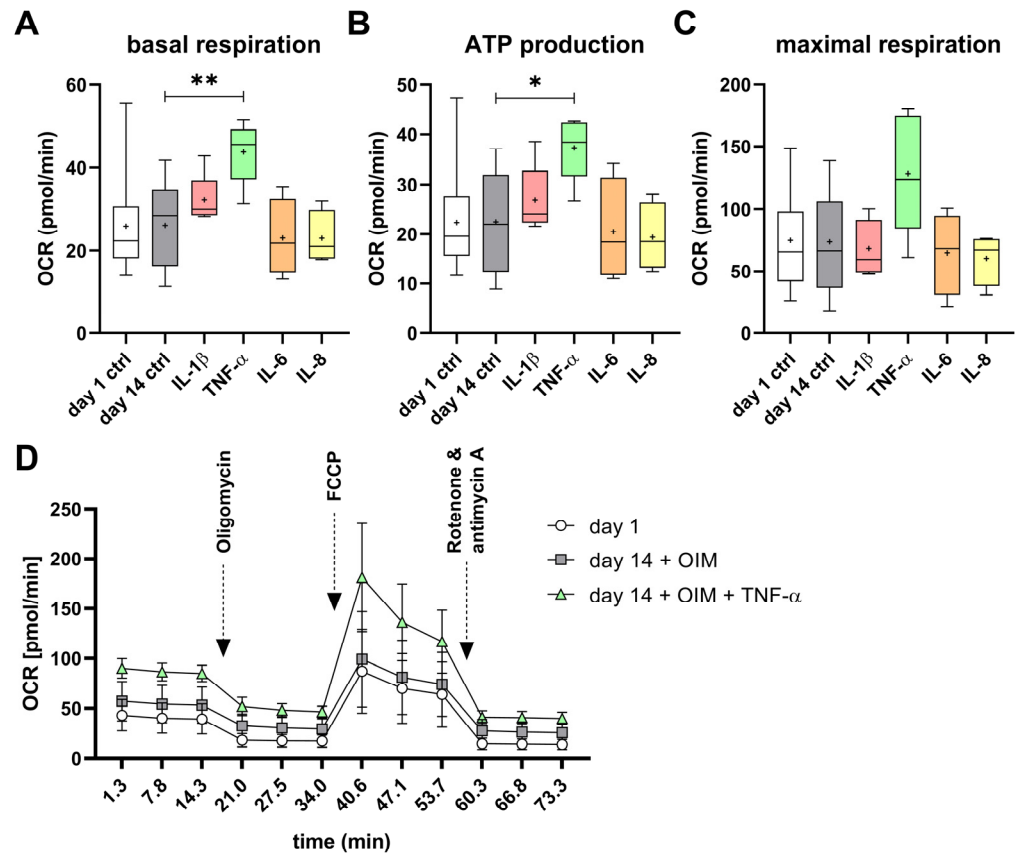 A
basal respiration
**
OCR (pmol/min)
60
40
20
0
day 1 ctrl
day 14 ctrl
IL-1β
TNF-α
IL-6
IL-8
B
ATP production
*
OCR (pmol/min)
50
40
30
20
10
0
day 1 ctrl
day 14 ctrl
IL-1β
TNF-α
IL-6
IL-8
C
maximal respiration
OCR (pmol/min)
200
150
100
50
0
day 1 ctrl
day 14 ctrl
IL-1β
TNF-α
IL-6
IL-8
D
OCR [pmol/min]
250
200
150
100
50
0
Oligomycin
FCCP
Rotenone &
antimycin A
day 1
day 14 + OIM
day 14 + OIM + TNF-α
1.3
7.8
14.3
21.0
27.5
34.0
40.6
47.1
53.7
60.3
66.8
73.3
time (min)